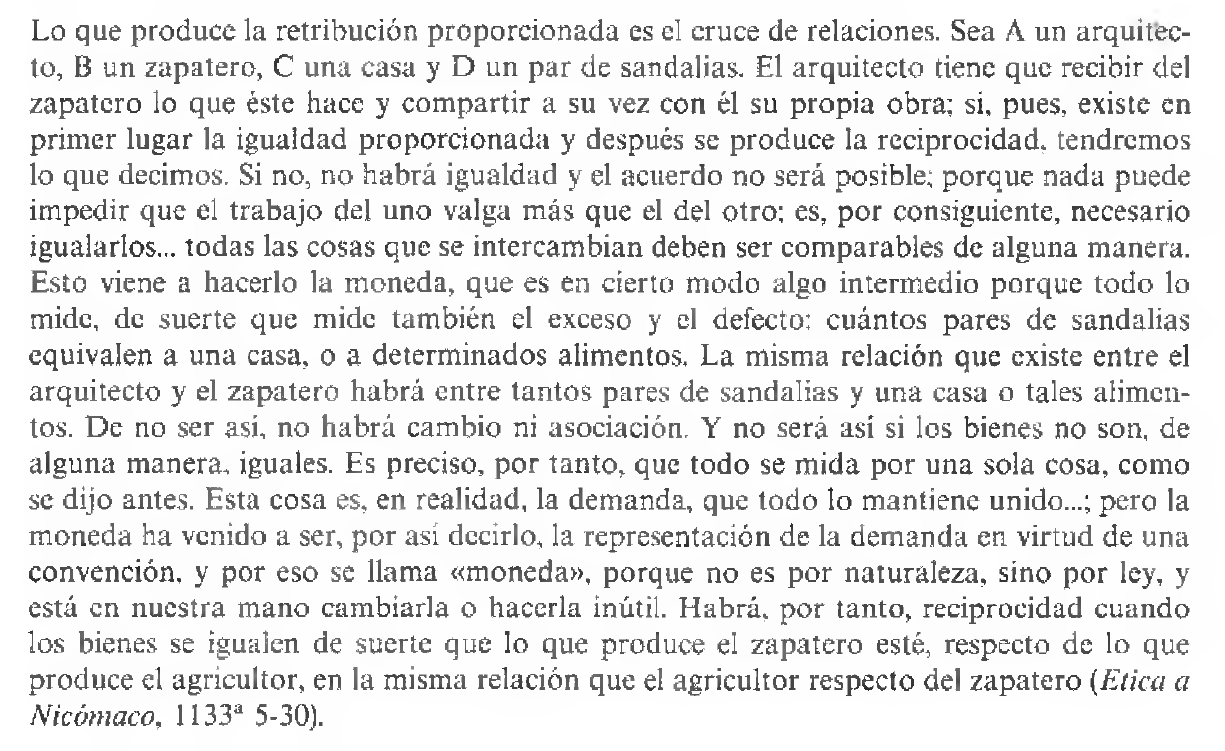 Lo que produce la retribución proporcionada es el cruce de relaciones. Sea A un arquitec-
to, B un zapatero, C una casa y D un par de sandalias. El arquitecto tiene que recibir del
zapatero lo que éste hace y compartir a su vez con él su propia obra; si, pues, existe en
primer lugar la igualdad proporcionada y después se produce la reciprocidad, tendremos
lo que decimos. Si no, no habrá igualdad y el acuerdo no será posible; porque nada puede
impedir que el trabajo del uno valga más que el del otro; es, por consiguiente, necesario
igualarlos... todas las cosas que se intercambian deben ser comparables de alguna manera.
Esto viene a hacerlo la moneda, que es en cierto modo algo intermedio porque todo lo
mide, de suerte que mide también el exceso y el defecto: cuántos pares de sandalias
equivalen a una casa, o a determinados alimentos. La misma relación que existe entre el
arquitecto y el zapatero habrá entre tantos pares de sandalias y una casa o tales alimen-
tos. De no ser así, no habrá cambio ni asociación. Y no será así si los bienes no son, de
alguna manera, iguales. Es preciso, por tanto, que todo se mida por una sola cosa, como
se dijo antes. Esta cosa es, en realidad, la demanda, que todo lo mantiene unido...; pero la
moneda ha venido a ser, por así decirlo, la representación de la demanda en virtud de una
convención, y por eso se llama «moneda», porque no es por naturaleza, sino por ley, y
está en nuestra mano cambiarla o hacerla inútil. Habrá, por tanto, reciprocidad cuando
los bienes se igualen de suerte que lo que produce el zapatero esté, respecto de lo que
produce el agricultor, en la misma relación que el agricultor respecto del zapatero (Etica a
Nicómaco, 1133ª 5-30).